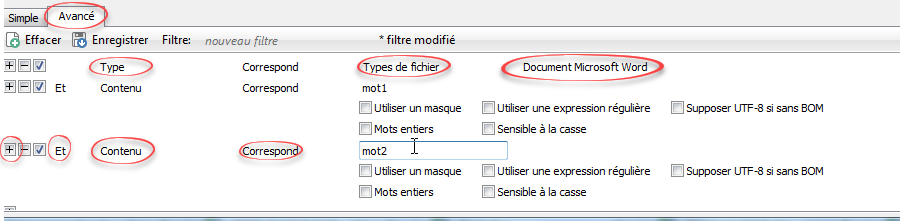 Simple Avancé
Effacer Enregistrer Filtre: nouveau filtre * filtre modifié
Type Correspond Types de fichier Document Microsoft Word
Et Contenu Correspond mot1
Utiliser un masque Utiliser une expression régulière Supposer UTF-8 si sans BOM
Mots entiers Sensible à la casse
Et Contenu Correspond mot2
Utiliser un masque Utiliser une expression régulière Supposer UTF-8 si sans BOM
Mots entiers Sensible à la casse